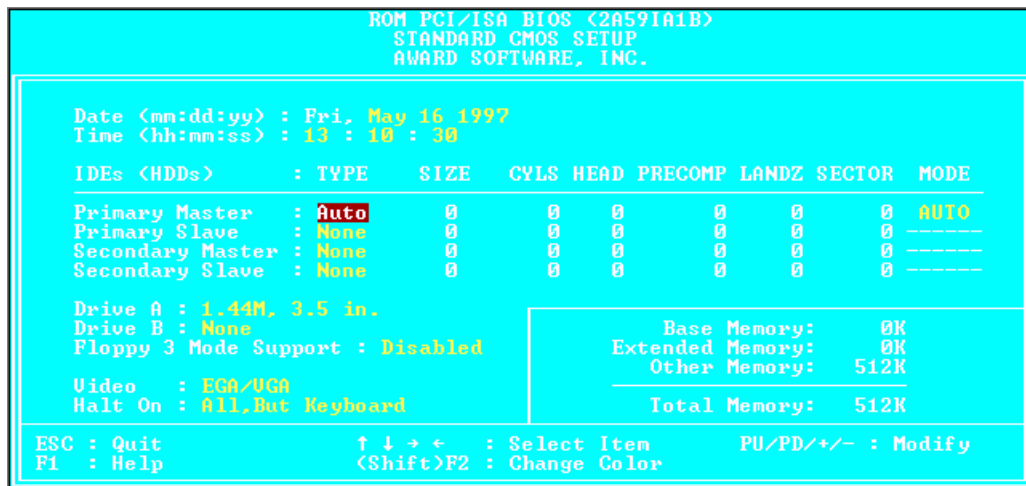 ROM PCI/ISA BIOS (2A59IA1B)
STANDARD CMOS SETUP
AWARD SOFTWARE, INC.
Date (mm:dd:yy) : Fri, May 16 1997
Time (hh:mm:ss) : 13 : 10 : 30
IDEs (HDDs) : TYPE SIZE CYLS HEAD PRECOMP LANDZ SECTOR MODE
Primary Master : Auto 0 0 0 0 0 0 AUTO
Primary Slave : None 0 0 0 0 0 0 ------
Secondary Master : None 0 0 0 0 0 0 ------
Secondary Slave : None 0 0 0 0 0 0 ------
Drive A : 1.44M, 3.5 in.
Drive B : None
Floppy 3 Mode Support : Disabled
Video : EGA/VGA
Halt On : All,But Keyboard
Base Memory: 0K
Extended Memory: 0K
Other Memory: 512K
Total Memory: 512K
ESC : Quit ↑ ↓ → ← : Select Item PU/PD/+/- : Modify
F1 : Help (Shift)F2 : Change Color